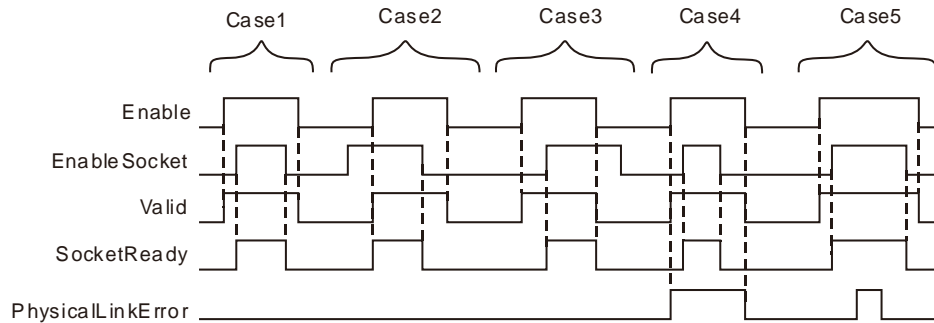 Case1 Case2 Case3 Case4 Case5
Enable
EnableSocket
Valid
SocketReady
PhysicalLinkError